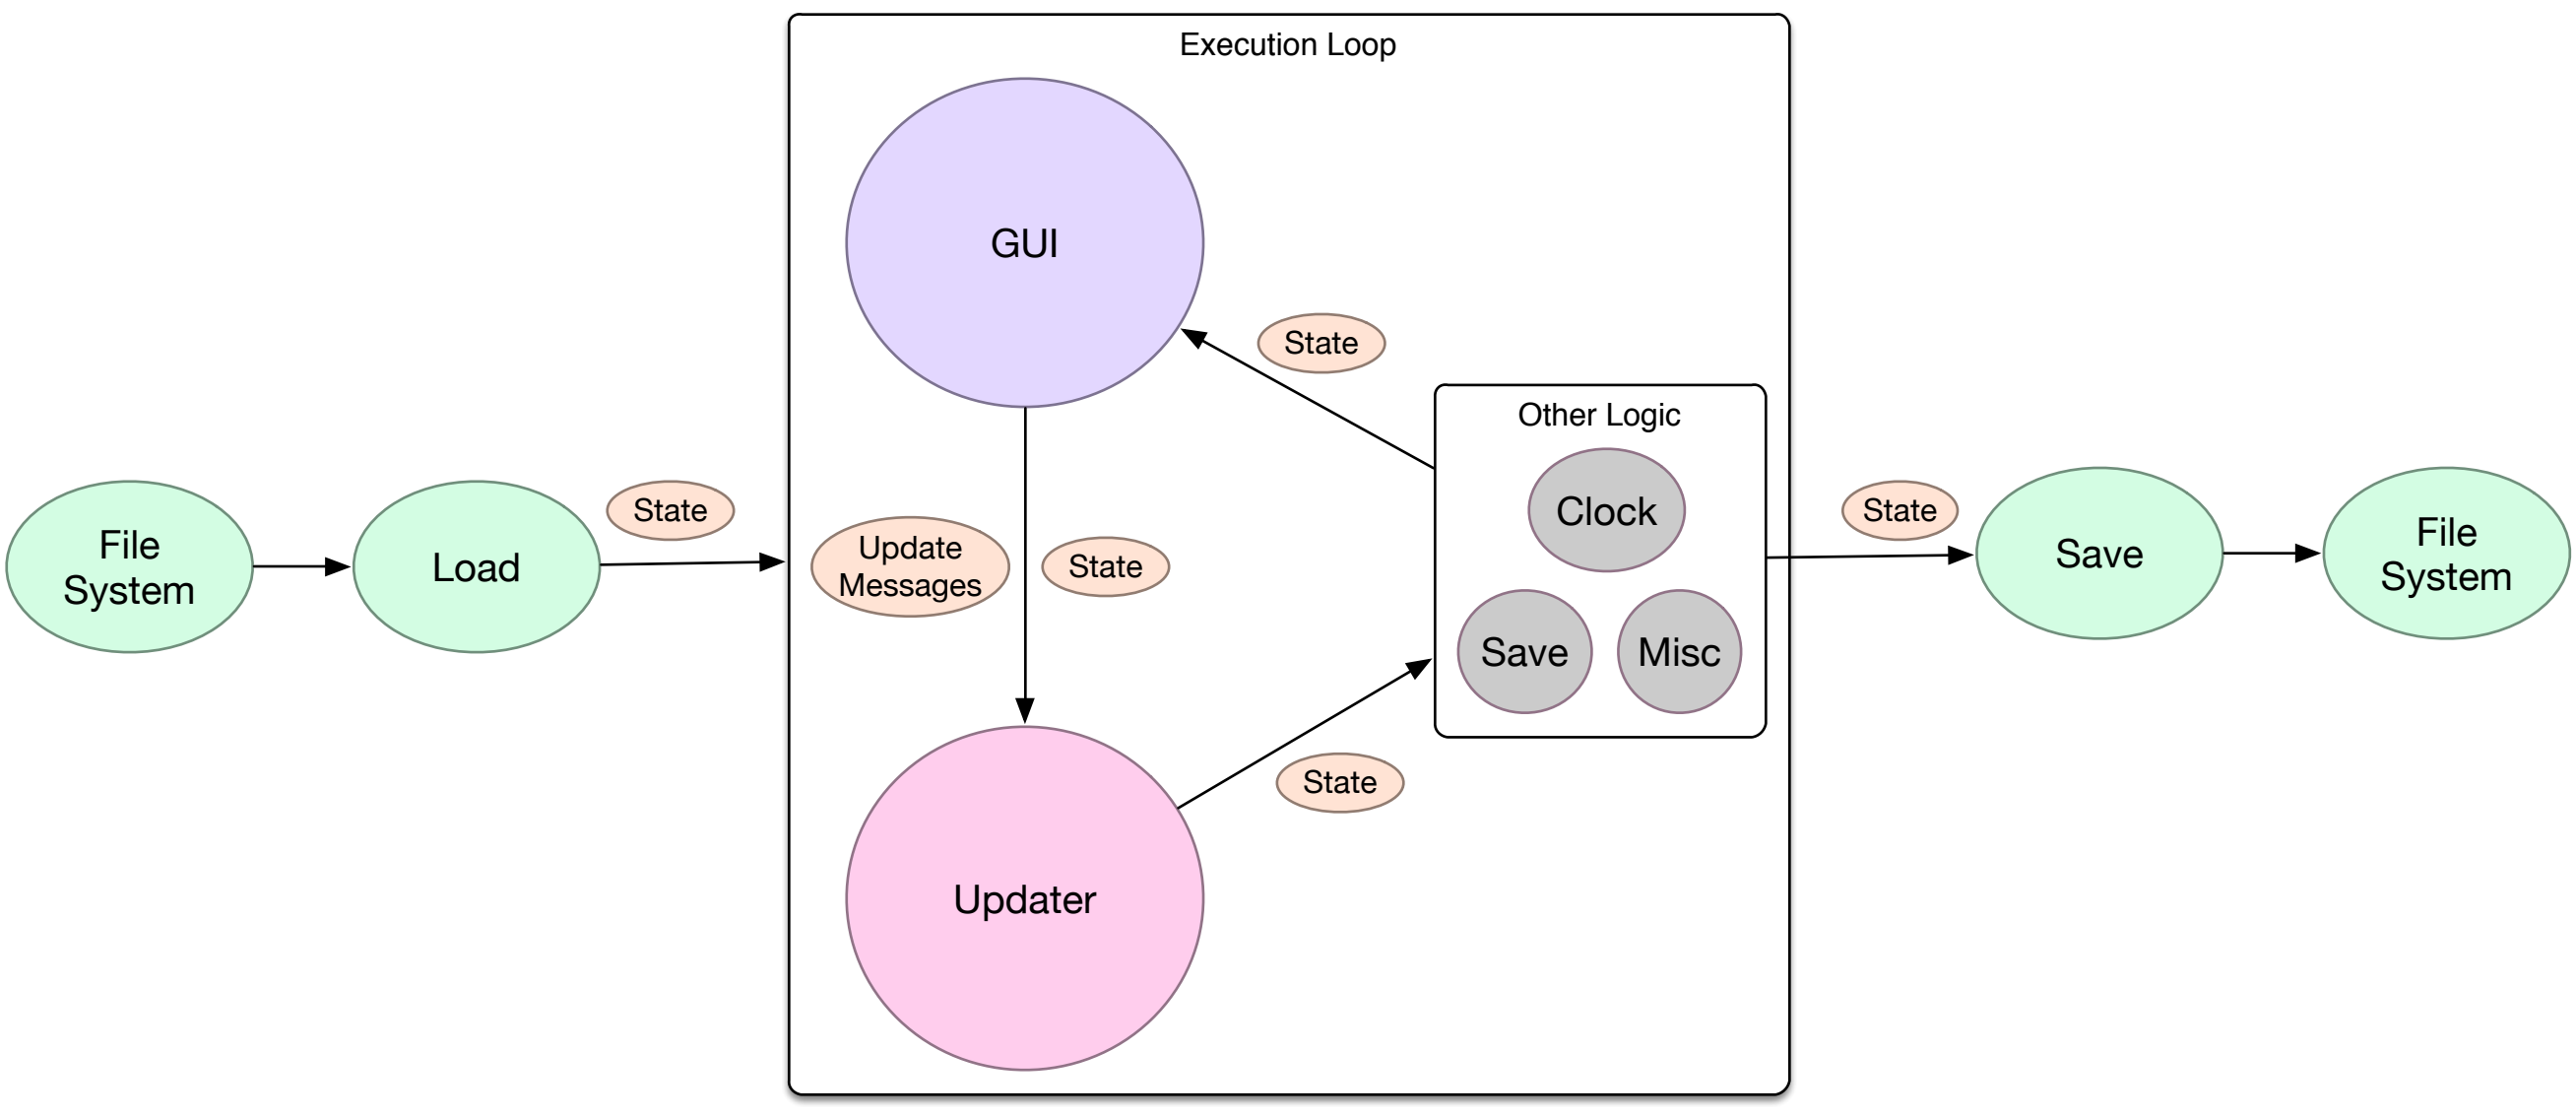 Execution Loop
GUI
State
Other Logic
Clock
Save
Misc
File
System
Load
State
Update
Messages
State
State
Updater
State
Save
File
System